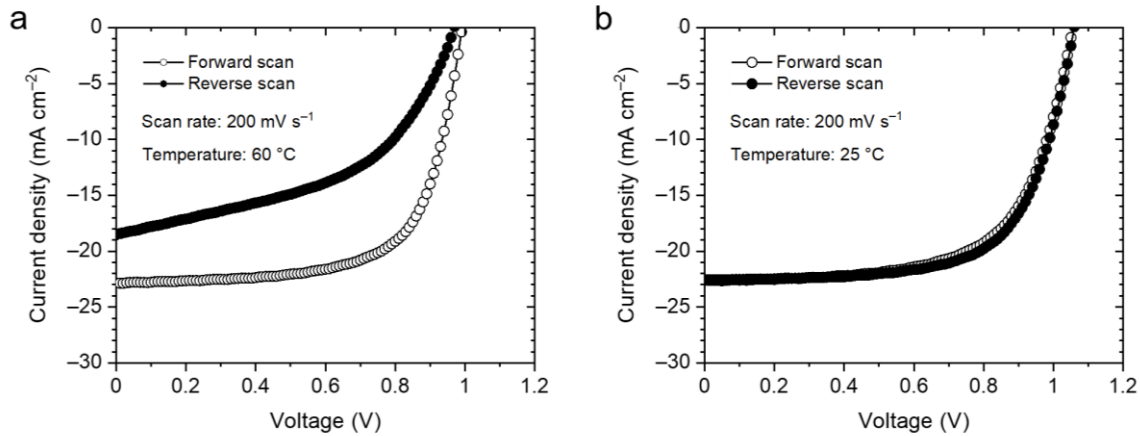 a
0
–5
–10
–15
–20
–25
–30
Current density (mA cm⁻²)
Forward scan
Reverse scan
Scan rate: 200 mV s⁻¹
Temperature: 60 °C
0
0.2
0.4
0.6
0.8
1
1.2
Voltage (V)
b
0
–5
–10
–15
–20
–25
–30
Current density (mA cm⁻²)
Forward scan
Reverse scan
Scan rate: 200 mV s⁻¹
Temperature: 25 °C
0
0.2
0.4
0.6
0.8
1
1.2
Voltage (V)